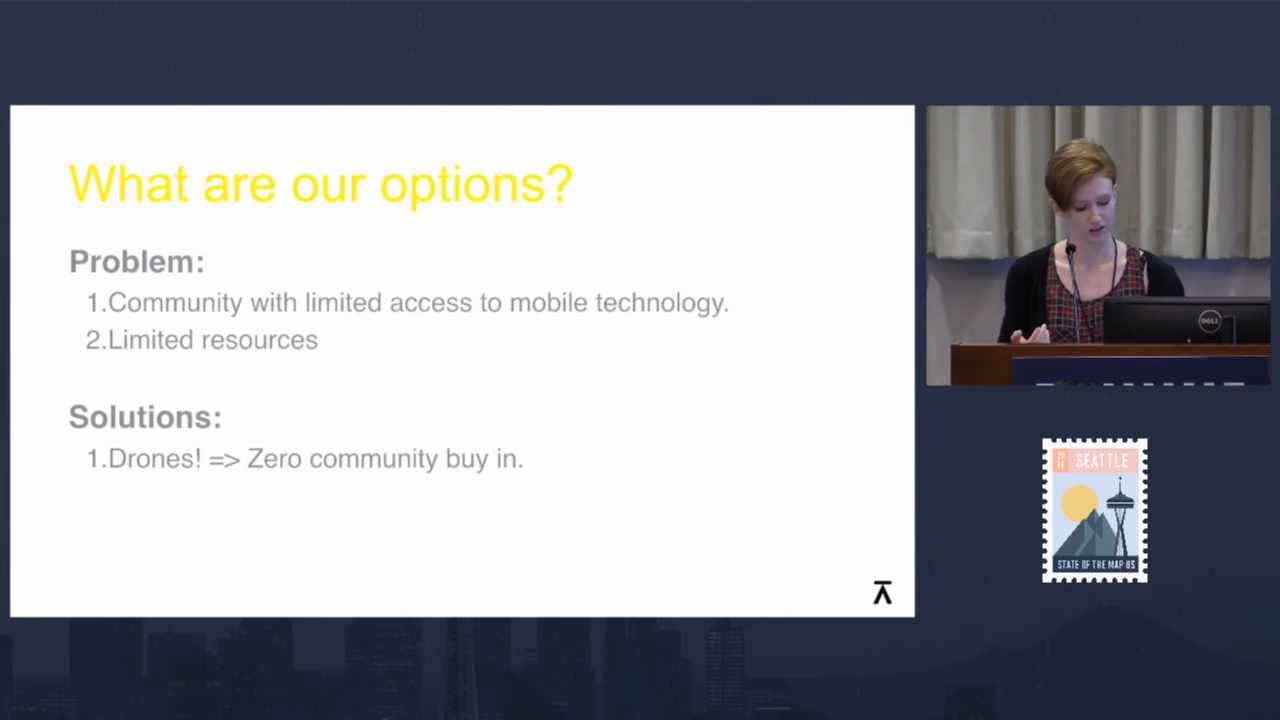 What are our options?
Problem:
1.Community with limited access to mobile technology.
2.Limited resources
Solutions:
1.Drones! => Zero community buy in.
DELL
SEATTLE
STATE OF THE MAP US